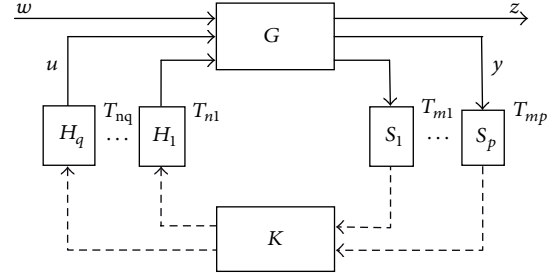 w G z
u y
H_q T_nq ... H_1 T_n1 S_1 T_m1 ... S_p T_mp
K